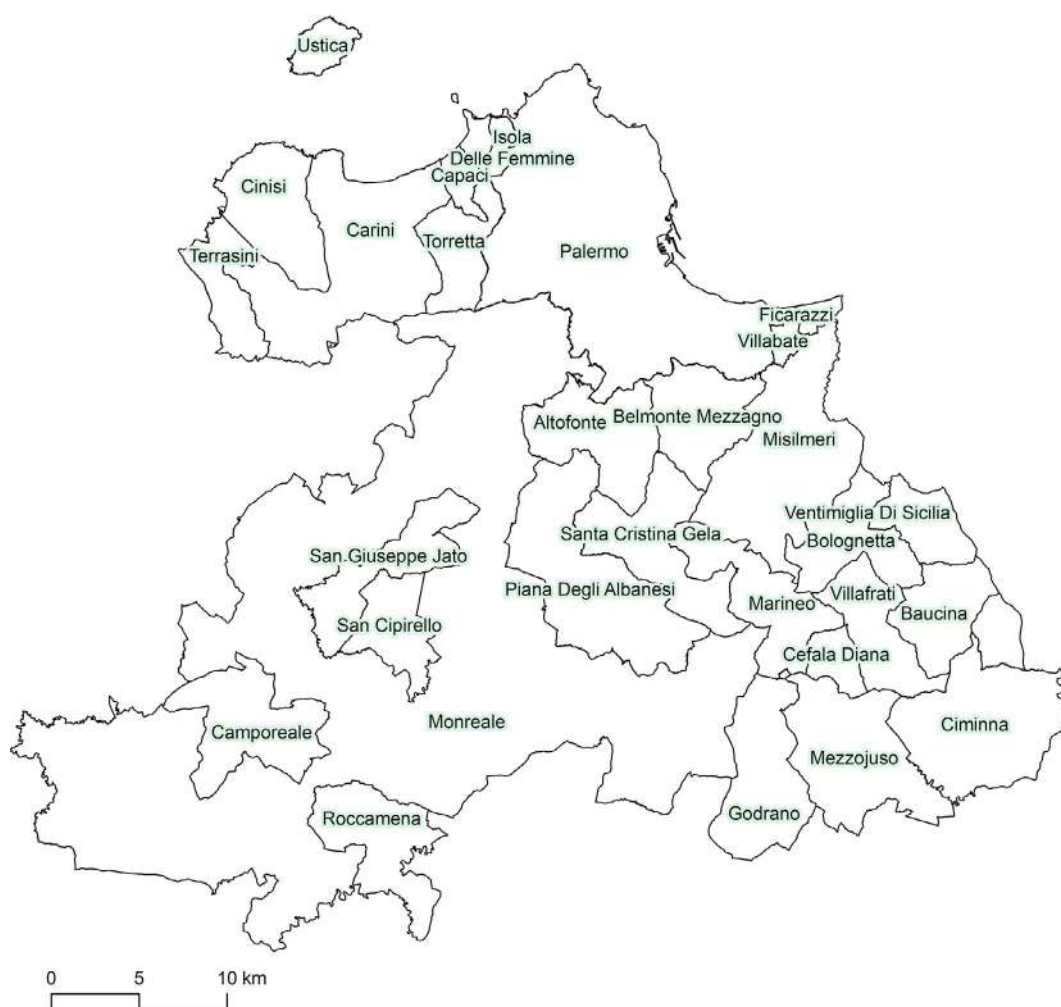 Ustica
Isola
Delle Femmine
Capaci
Cinisi
Carini
Torretta
Terrasini
Palermo
Ficarazzi
Villabate
Altofonte
Belmonte Mezzagno
Misilmeri
Ventimiglia Di Sicilia
Santa Cristina Gela
Bolognetta
San Giuseppe Jato
Piana Degli Albanesi
Marineo
Villafrati
Baucina
San Cipirello
Cefala Diana
Monreale
Camporeale
Ciminna
Mezzojuso
Roccamena
Godrano
0 5 10 km